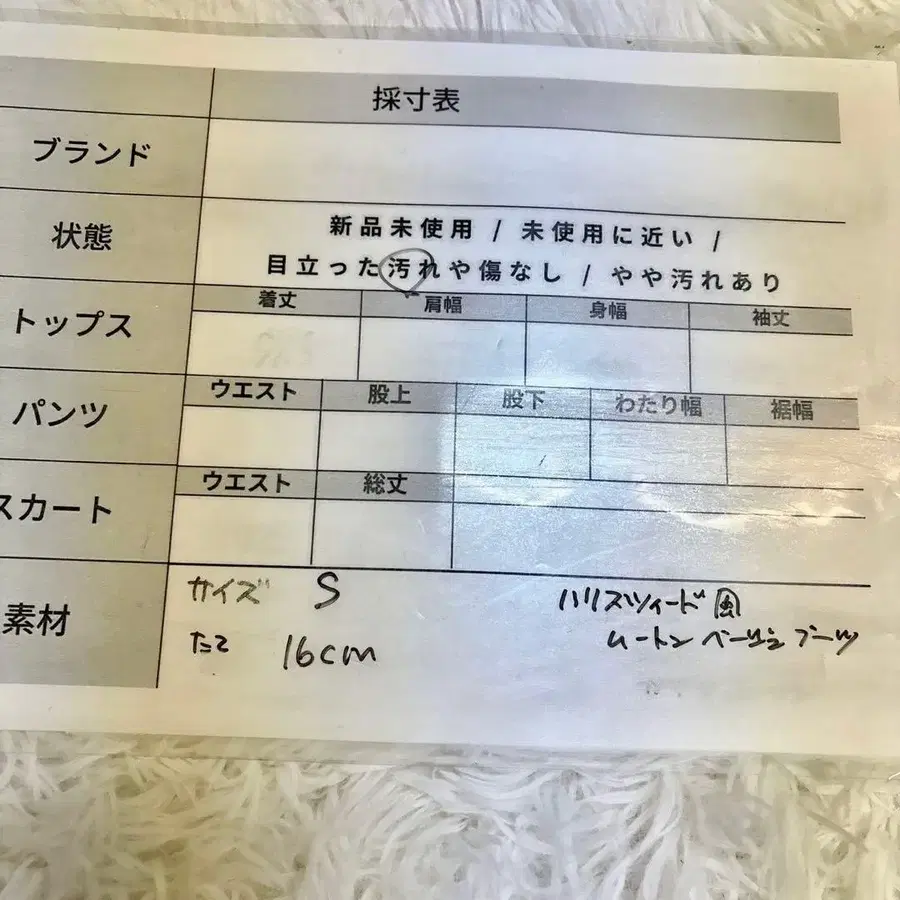 採寸表
ブランド
状態
新品未使用 / 未使用に近い /
目立った汚れや傷なし / やや汚れあり
トップス
着丈 肩幅 身幅 袖丈
パンツ
ウエスト 股上 股下 わたり幅 裾幅
スカート
ウエスト 総丈
素材
サイズ S
たて 16cm
ハリスツィード風
ムートン ブーツ